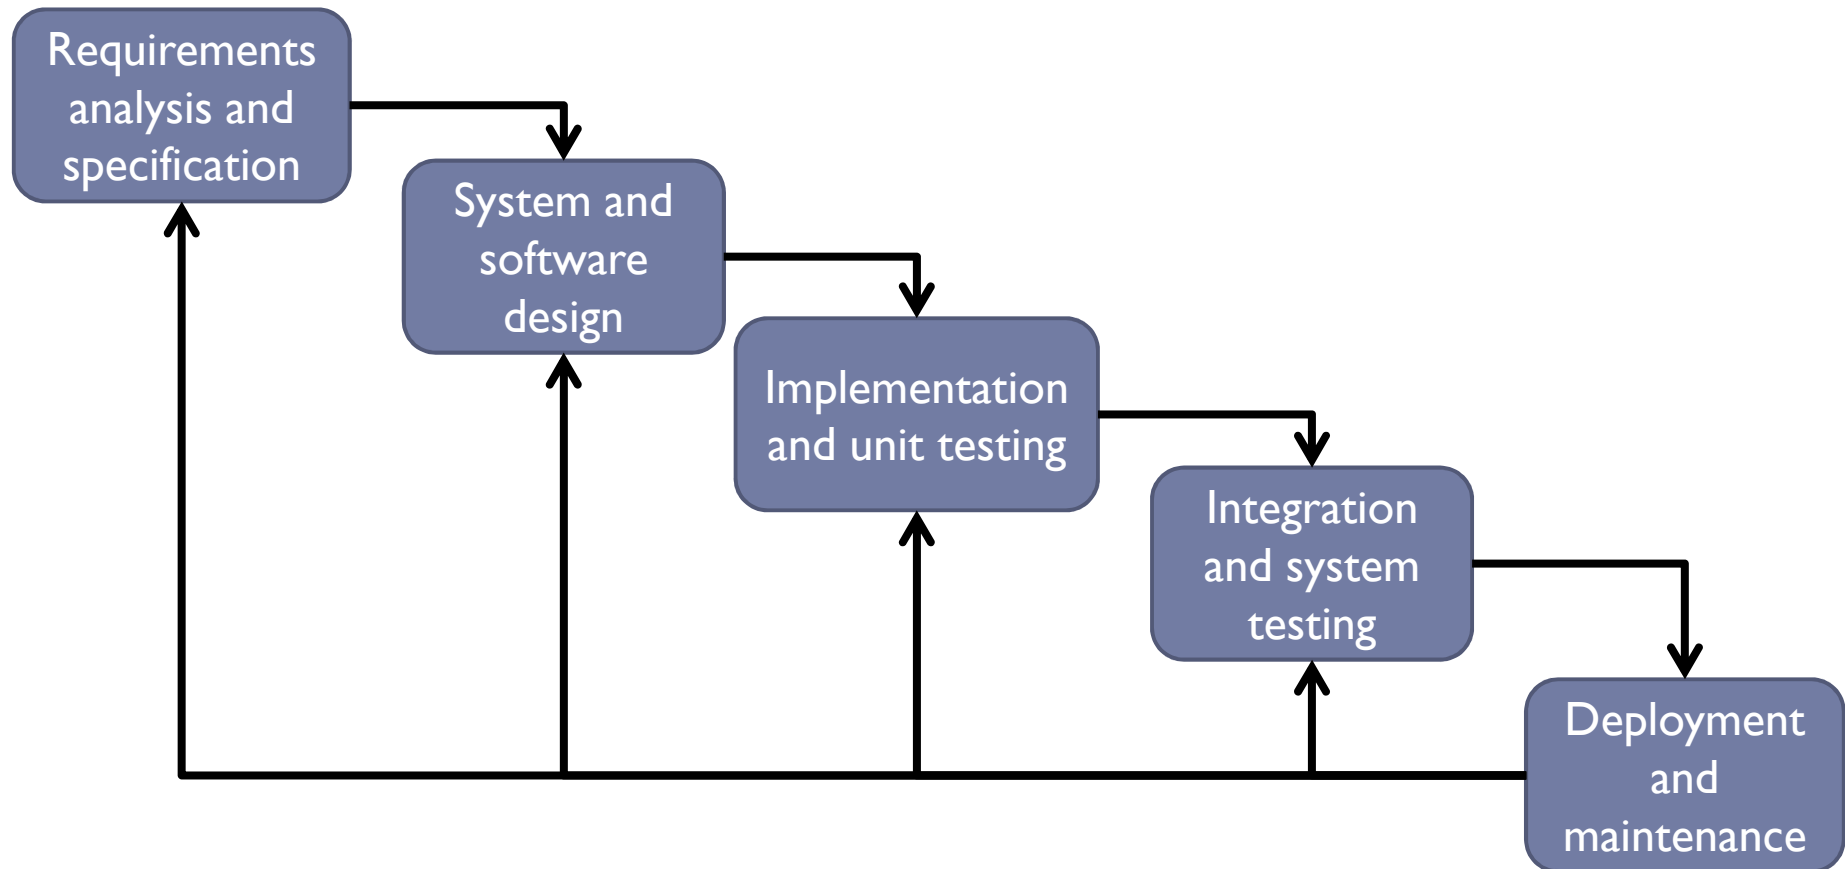 Requirements
analysis and
specification
System and
software
design
Implementation
and unit testing
Integration
and system
testing
Deployment
and
maintenance